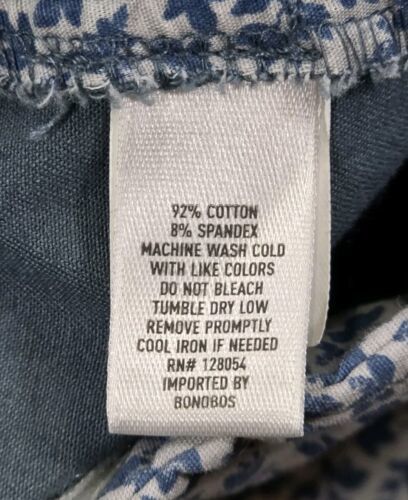 92% COTTON
8% SPANDEX
MACHINE WASH COLD
WITH LIKE COLORS
DO NOT BLEACH
TUMBLE DRY LOW
REMOVE PROMPTLY
COOL IRON IF NEEDED
RN# 128054
IMPORTED BY
BONOBOS